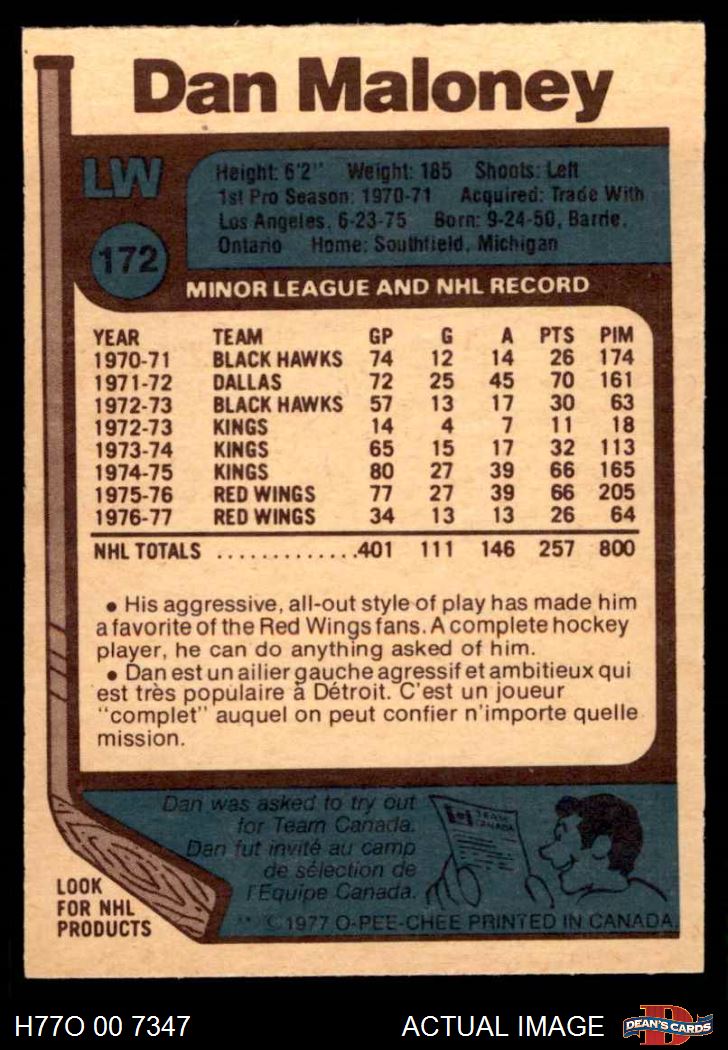 Dan Maloney
LW
Height: 6'2" Weight: 185 Shoots: Left
1st Pro Season: 1970-71 Acquired: Trade With
Los Angeles, 6-23-75 Born: 9-24-50, Barrie,
Ontario Home: Southfield, Michigan
172
MINOR LEAGUE AND NHL RECORD
YEAR TEAM GP G A PTS PIM
1970-71 BLACK HAWKS 74 12 14 26 174
1971-72 DALLAS 72 25 45 70 161
1972-73 BLACK HAWKS 57 13 17 30 63
1972-73 KINGS 14 4 7 11 18
1973-74 KINGS 65 15 17 32 113
1974-75 KINGS 80 27 39 66 165
1975-76 RED WINGS 77 27 39 66 205
1976-77 RED WINGS 34 13 13 26 64
NHL TOTALS ..............401 111 146 257 800
• His aggressive, all-out style of play has made him
a favorite of the Red Wings fans. A complete hockey
player, he can do anything asked of him.
• Dan est un ailier gauche agressif et ambitieux qui
est très populaire à Détroit. C'est un joueur
"complet" auquel on peut confier n'importe quelle
mission.
Dan was asked to try out
for Team Canada.
Dan fut invité au camp
de sélection de
l'Equipe Canada.
TEAM
CANADA
LOOK
FOR NHL
PRODUCTS
** © 1977 O-PEE-CHEE PRINTED IN CANADA.
H77O 00 7347
ACTUAL IMAGE
D
DEAN'S CARDS